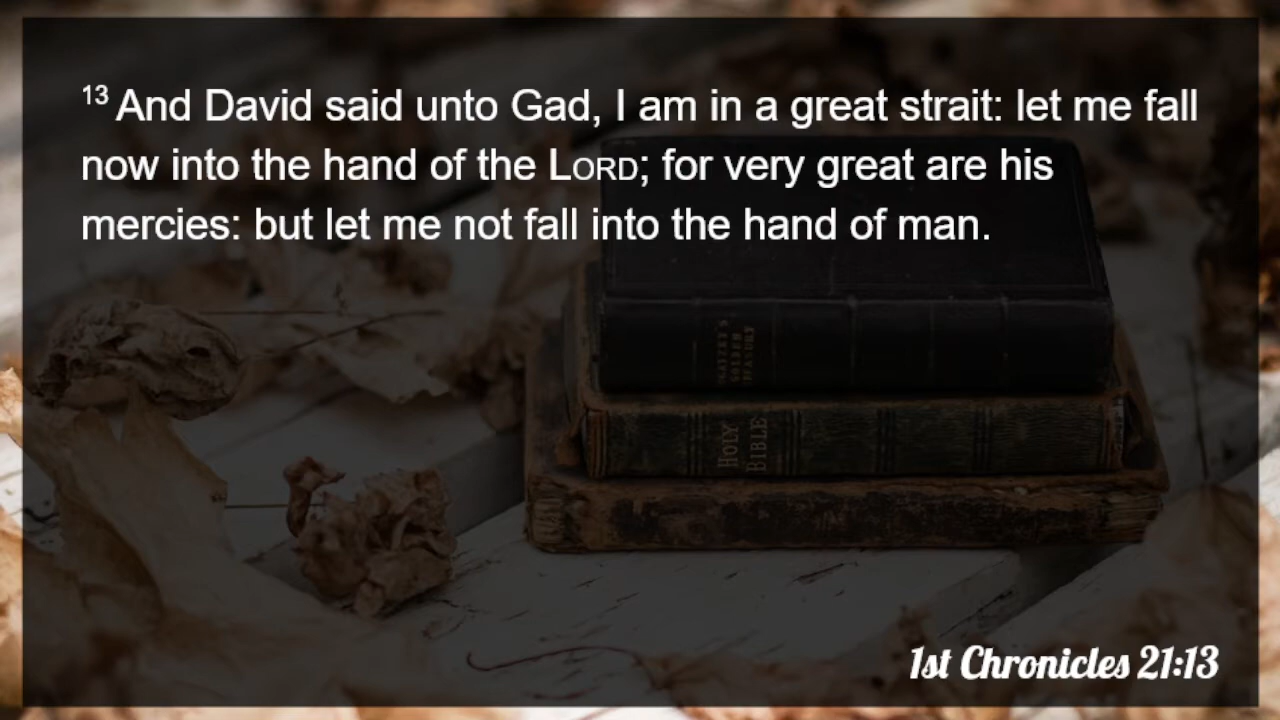 13 And David said unto Gad, I am in a great strait: let me fall
now into the hand of the LORD; for very great are his
mercies: but let me not fall into the hand of man.
HOLY
BIBLE
1st Chronicles 21:13